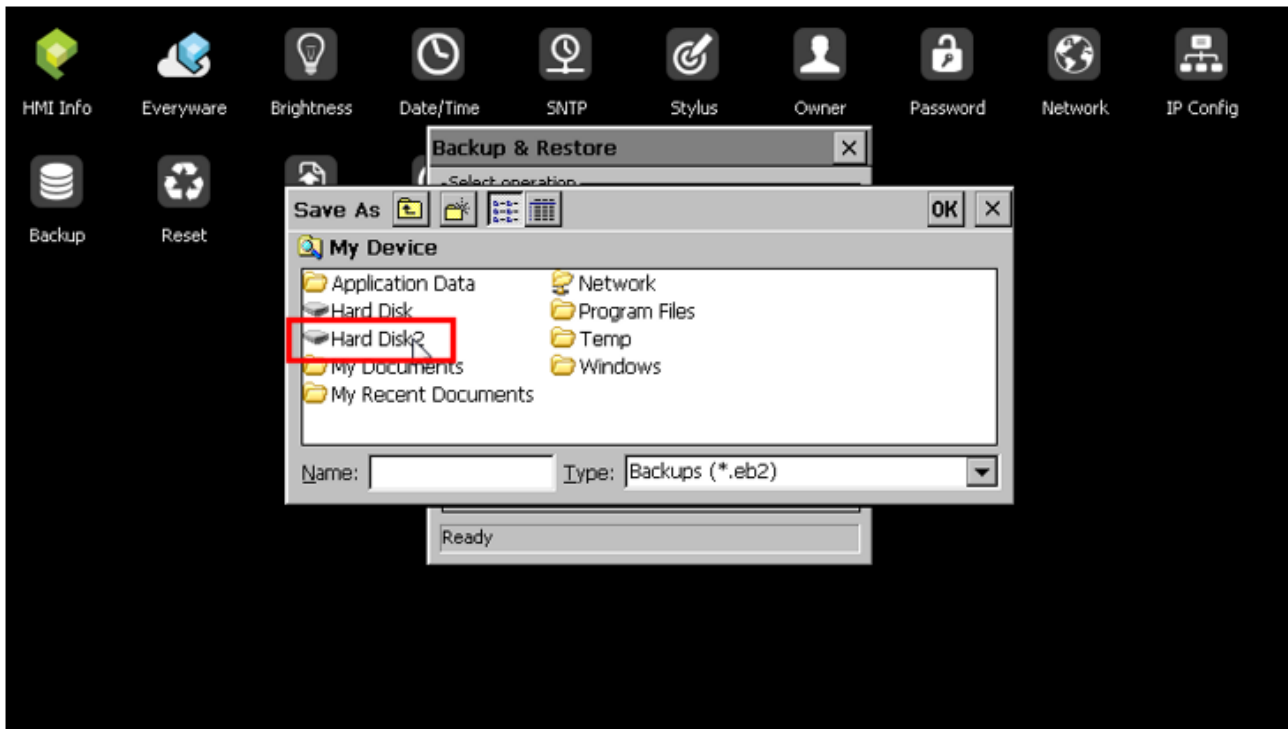 HMI Info Everyware Brightness Date/Time SNTP Stylus Owner Password Network IP Config
Backup & Restore
Select operation
Backup Reset
Save As OK
My Device
Application Data Network
Hard Disk Program Files
Hard Disk2 Temp
My Documents Windows
My Recent Documents
Name: Type: Backups (*.eb2)
Ready